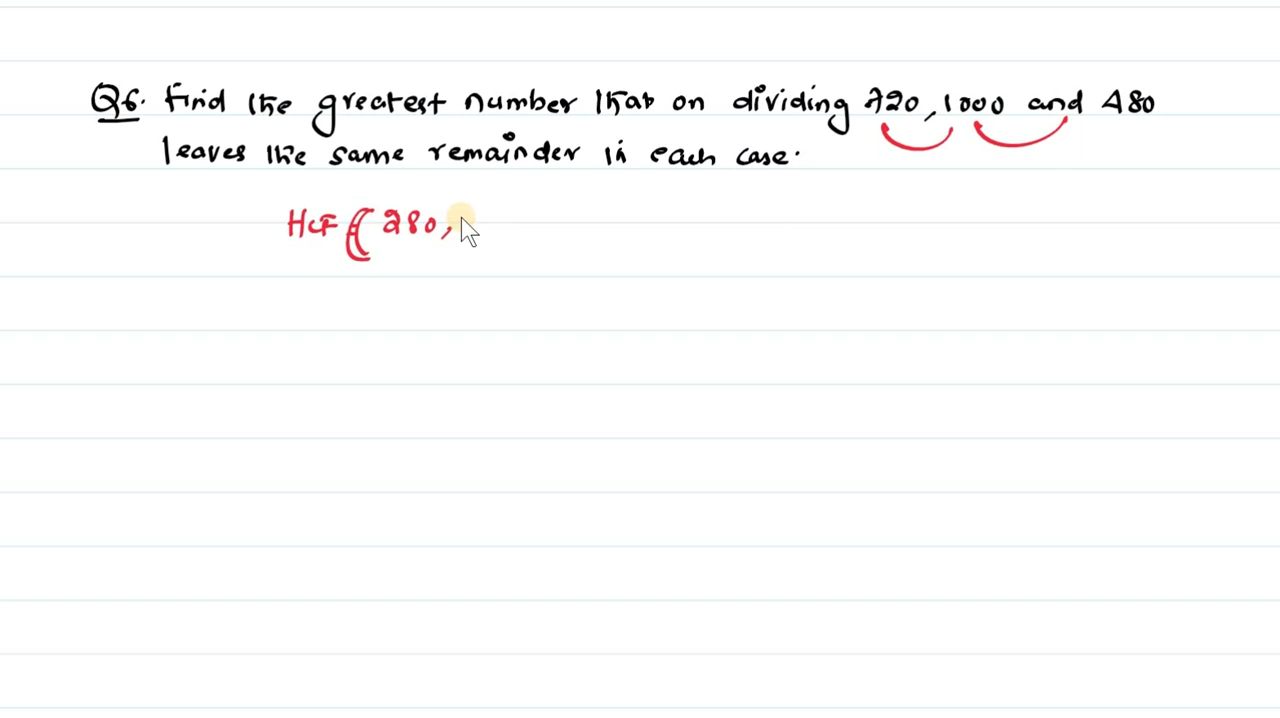 Q6. Find the greatest number that on dividing 720, 1000 and 480
leaves the same remainder in each case.
HCF ( 280,